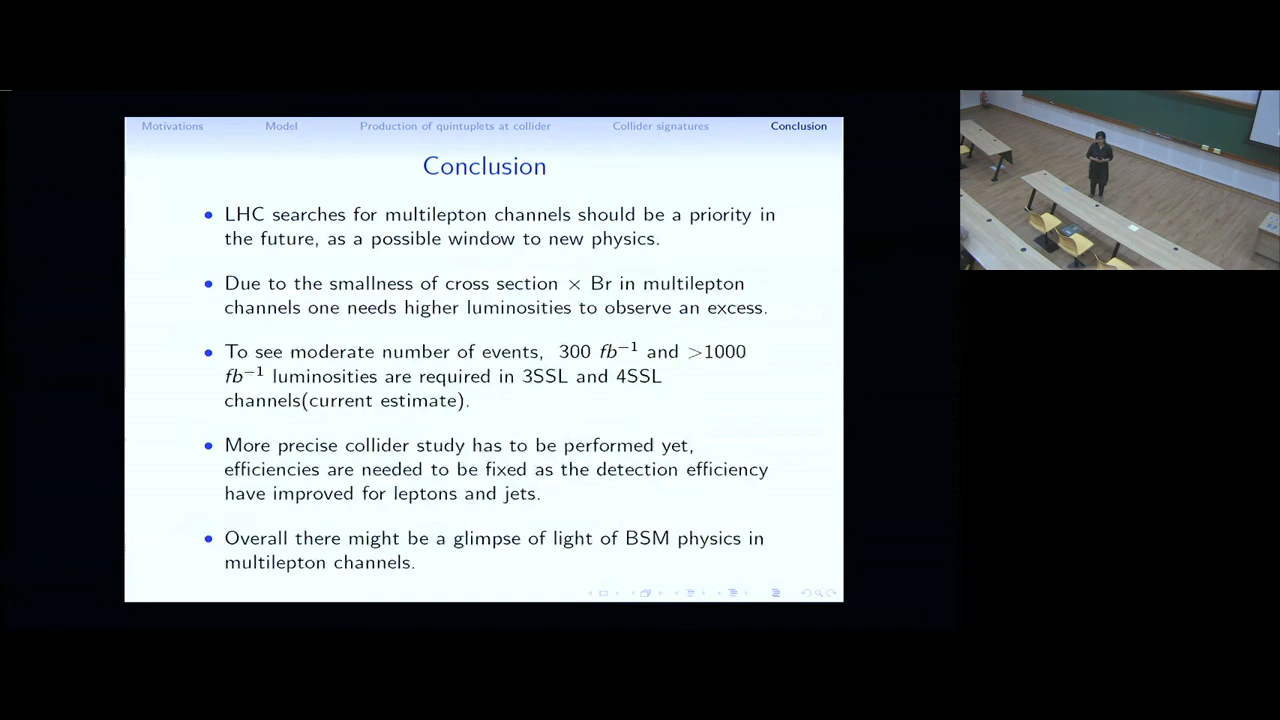 Motivations Model Production of quintuplets at collider Collider signatures Conclusion
Conclusion
• LHC searches for multilepton channels should be a priority in
the future, as a possible window to new physics.
• Due to the smallness of cross section × Br in multilepton
channels one needs higher luminosities to observe an excess.
• To see moderate number of events, 300 fb⁻¹ and >1000
fb⁻¹ luminosities are required in 3SSL and 4SSL
channels(current estimate).
• More precise collider study has to be performed yet,
efficiencies are needed to be fixed as the detection efficiency
have improved for leptons and jets.
• Overall there might be a glimpse of light of BSM physics in
multilepton channels.